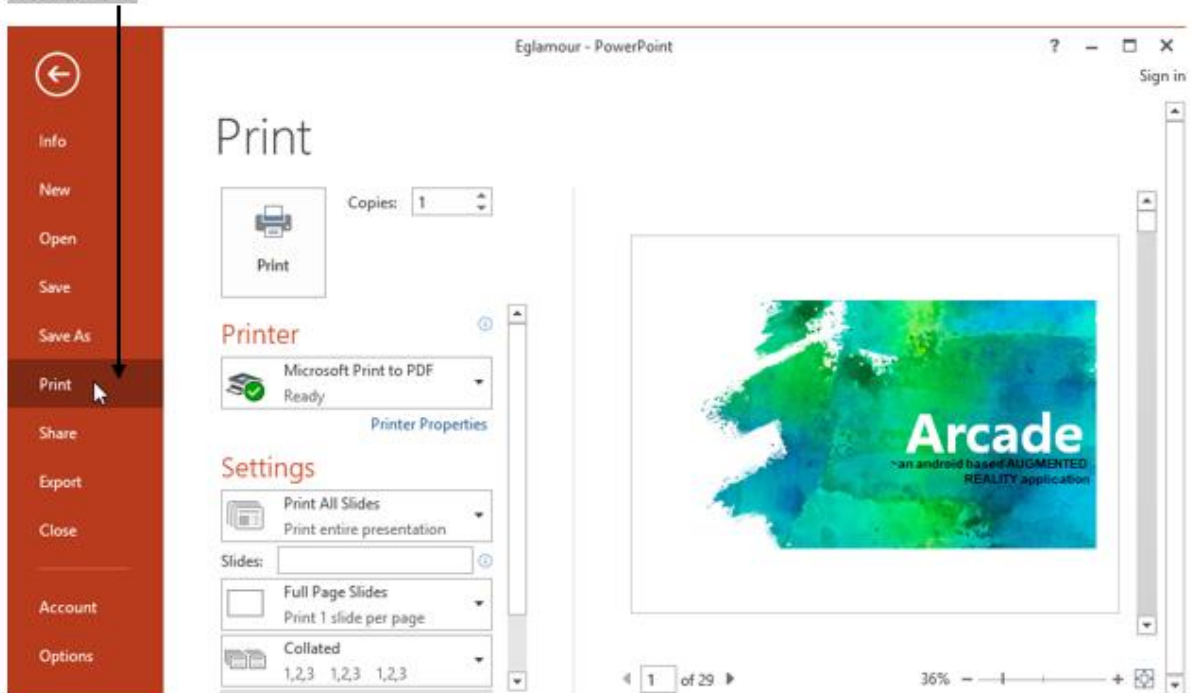 Eglamour - PowerPoint
?
Sign in
Info
New
Open
Save
Save As
Print
Share
Export
Close
Account
Options
Print
Print
Copies: 1
Printer
Microsoft Print to PDF
Ready
Printer Properties
Settings
Print All Slides
Print entire presentation
Slides:
Full Page Slides
Print 1 slide per page
Collated
1,2,3 1,2,3 1,2,3
Arcade
~an android based AUGMENTED
REALITY application
1 of 29
36%